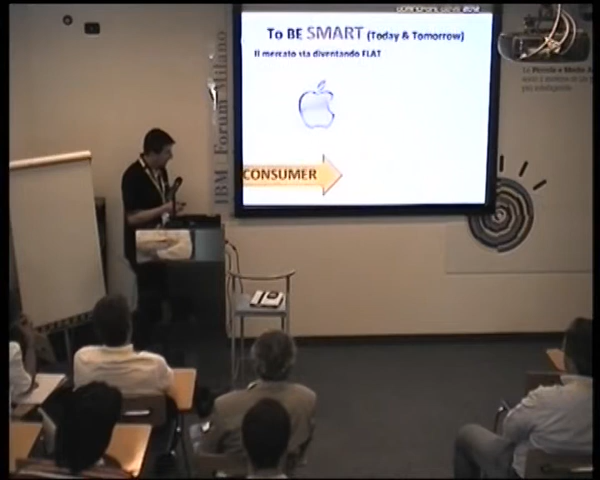 To BE SMART (Today & Tomorrow)
Il mercato sta diventando FLAT
CONSUMER
IBM Forum Milano